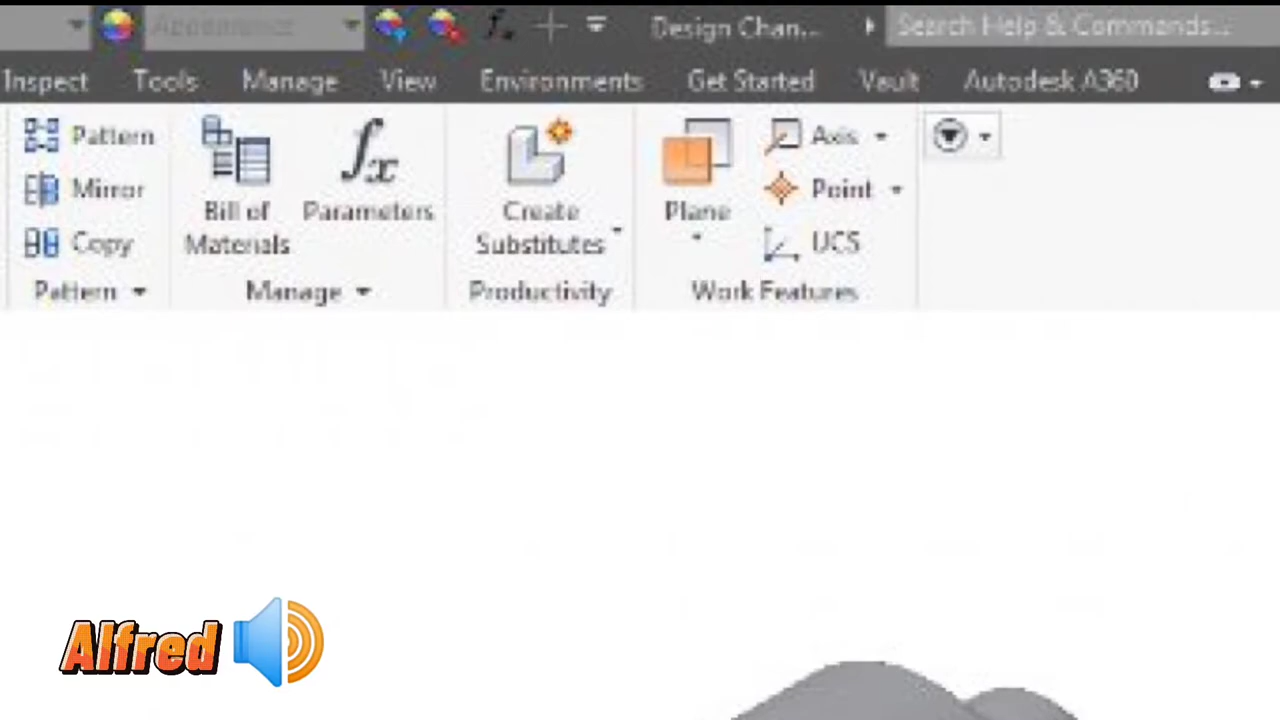 Appearance
Design Chan...
Search Help & Commands...
Inspect Tools Manage View Environments Get Started Vault Autodesk A360
Pattern
Mirror
Copy
Pattern
Bill of
Materials
Parameters
Manage
Create
Substitutes
Productivity
Plane
Axis
Point
UCS
Work Features
Alfred